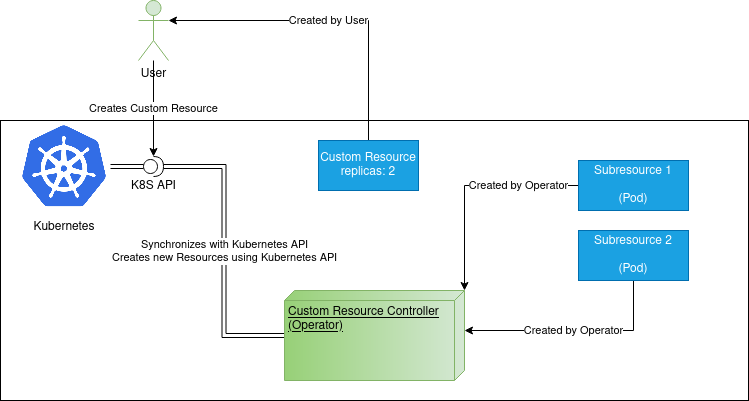 Created by User
User
Creates Custom Resource
Custom Resource
replicas: 2
K8S API
Kubernetes
Subresource 1
(Pod)
Created by Operator
Subresource 2
(Pod)
Synchronizes with Kubernetes API
Creates new Resources using Kubernetes API
Custom Resource Controller
(Operator)
Created by Operator